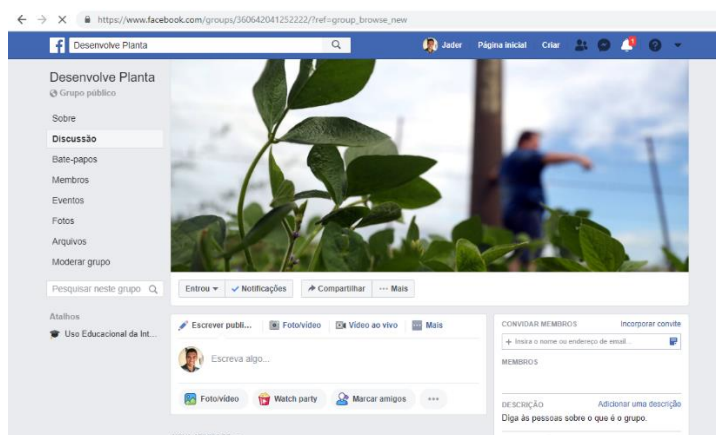 https://www.facebook.com/groups/360642041252222/?ref=group_browse_new
Desenvolve Planta
Jader
Página inicial
Criar
1
Desenvolve Planta
Grupo público
Sobre
Discussão
Bate-papos
Membros
Eventos
Fotos
Arquivos
Moderar grupo
Pesquisar neste grupo
Atalhos
Uso Educacional da Int...
Entrou
Notificações
Compartilhar
Mais
Escrever publi...
Foto/vídeo
Vídeo ao vivo
Mais
Escreva algo...
Foto/vídeo
Watch party
Marcar amigos
CONVIDAR MEMBROS
Incorporar convite
+ Insira o nome ou endereço de email...
MEMBROS
DESCRIÇÃO
Adicionar uma descrição
Diga às pessoas sobre o que é o grupo.